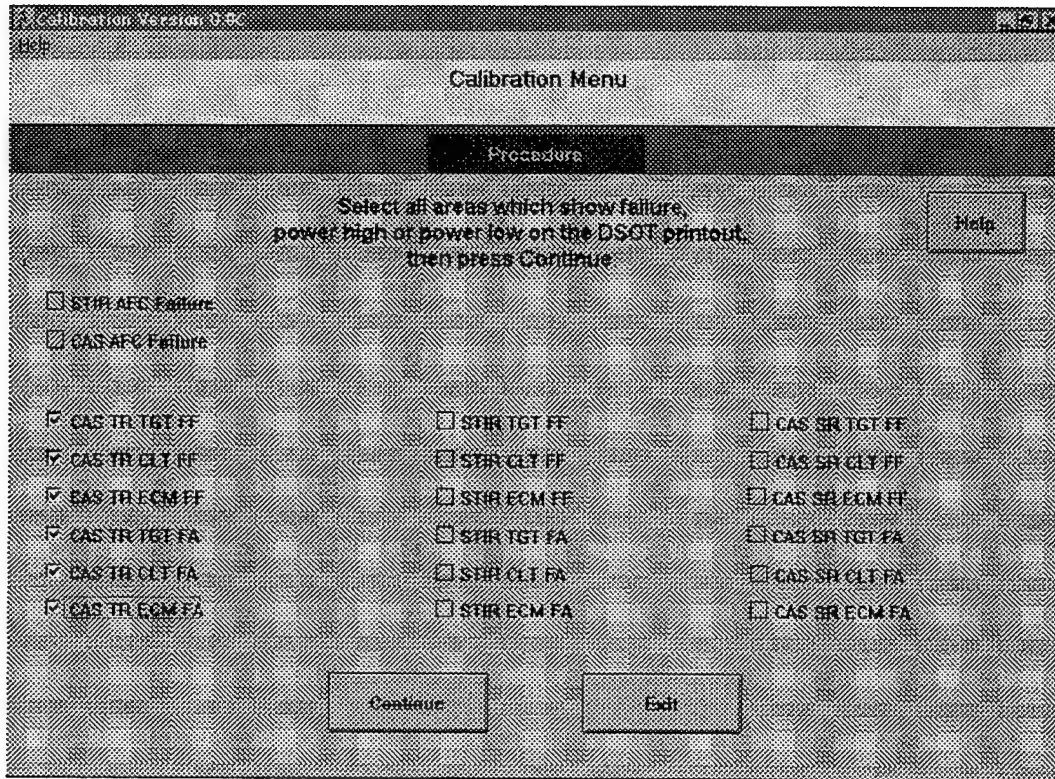 Calibration Version 0.8C
Help
Calibration Menu
Procedure
Select all areas which show failure,
power high or power low on the DSOT printout,
then press Continue
Help
STIR AFC Failure
CAS AFC Failure
CAS TR TGT FF
STIR TGT FF
CAS SR TGT FF
CAS TR CLT FF
STIR CLT FF
CAS SR CLT FF
CAS TR ECM FF
STIR ECM FF
CAS SR ECM FF
CAS TR TGT FA
STIR TGT FA
CAS SR TGT FA
CAS TR CLT FA
STIR CLT FA
CAS SR CLT FA
CAS TR ECM FA
STIR ECM FA
CAS SR ECM FA
Continue
Exit